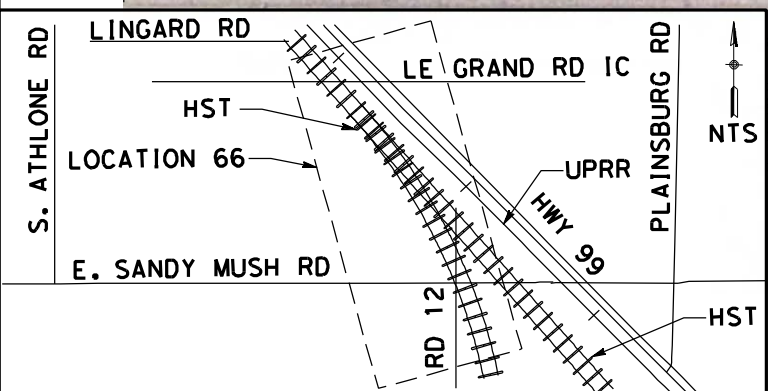 S. ATHLONE RD
LINGARD RD
LE GRAND RD IC
PLAINSBURG RD
NTS
HST
LOCATION 66
UPRR
HWY 99
E. SANDY MUSH RD
RD 12
HST